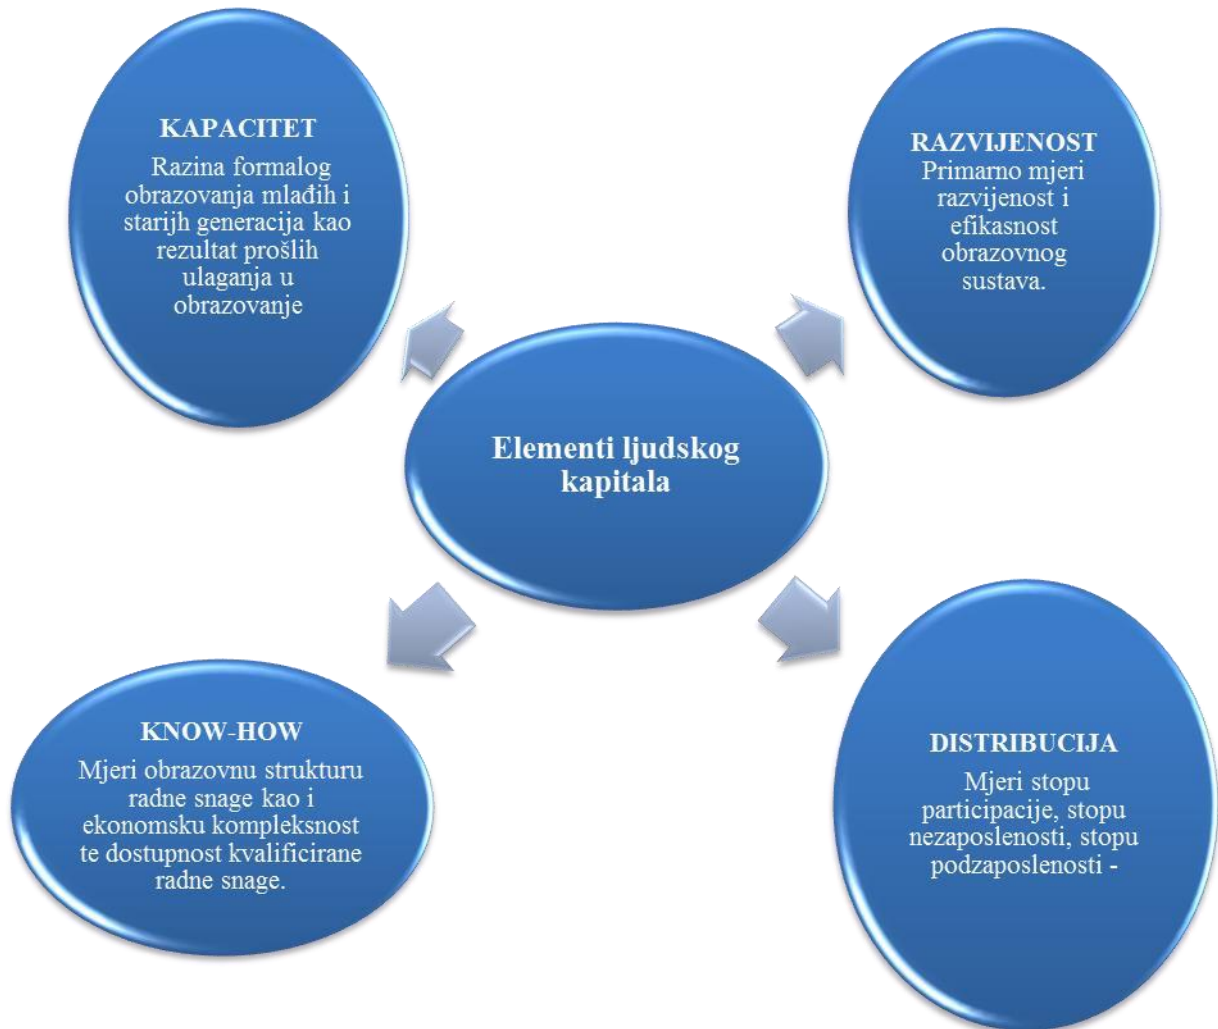 KAPACITET
Razina formalog
obrazovanja mlađih i
starijh generacija kao
rezultat prošlih
ulaganja u
obrazovanje
RAZVIJENOST
Primarno mjeri
razvijenost i
efikasnost
obrazovnog
sustava.
Elementi ljudskog
kapitala
KNOW-HOW
Mjeri obrazovnu strukturu
radne snage kao i
ekonomsku kompleksnost
te dostupnost kvalificirane
radne snage.
DISTRIBUCIJA
Mjeri stopu
participacije, stopu
nezaposlenosti, stopu
podzaposlenosti -